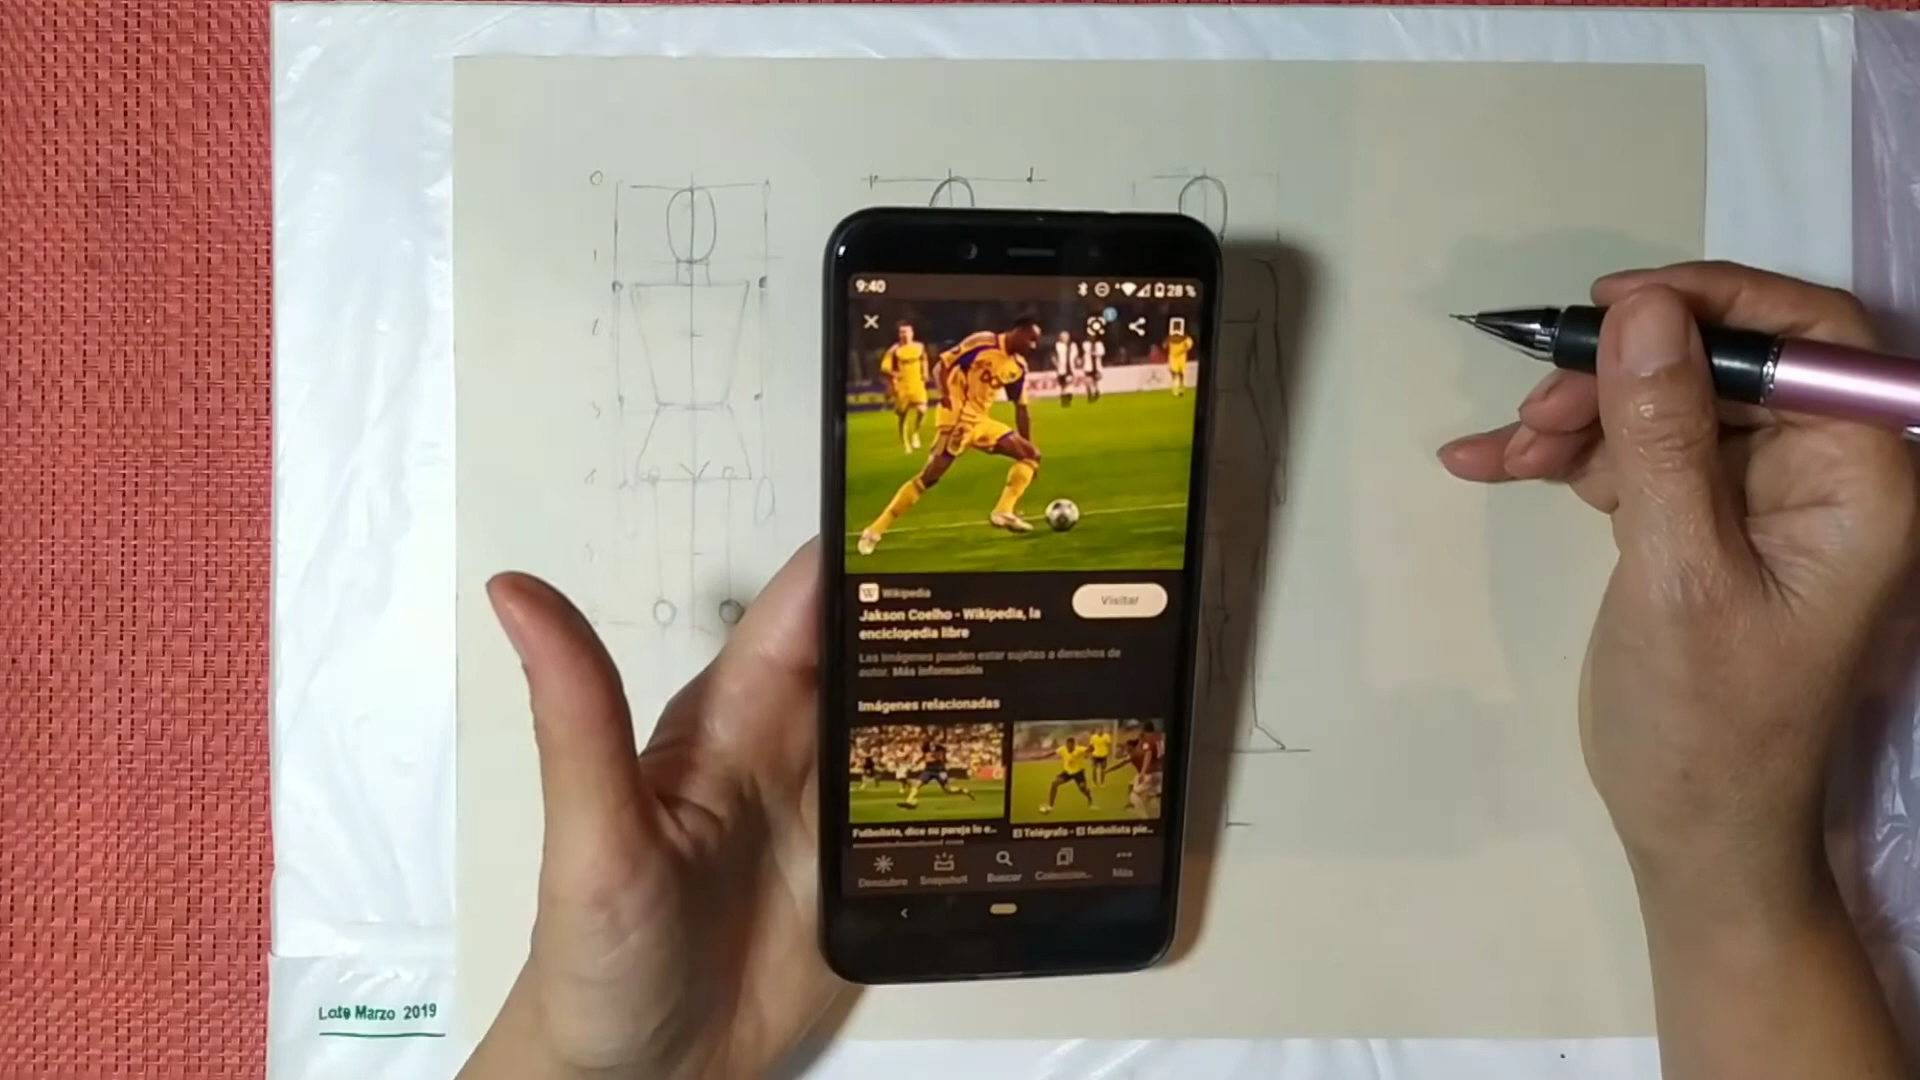 0
1
9:40
28 %
W Wikipedia
Visitar
Jakson Coelho - Wikipedia, la
enciclopedia libre
Las imágenes pueden estar sujetas a derechos de
autor. Más información
Imágenes relacionadas
Futbolista, dice su pareja lo e...
El Telégrafo - El futbolista pie...
Descubre
Snapshot
Buscar
Coleccion...
Más
Lote Marzo 2019